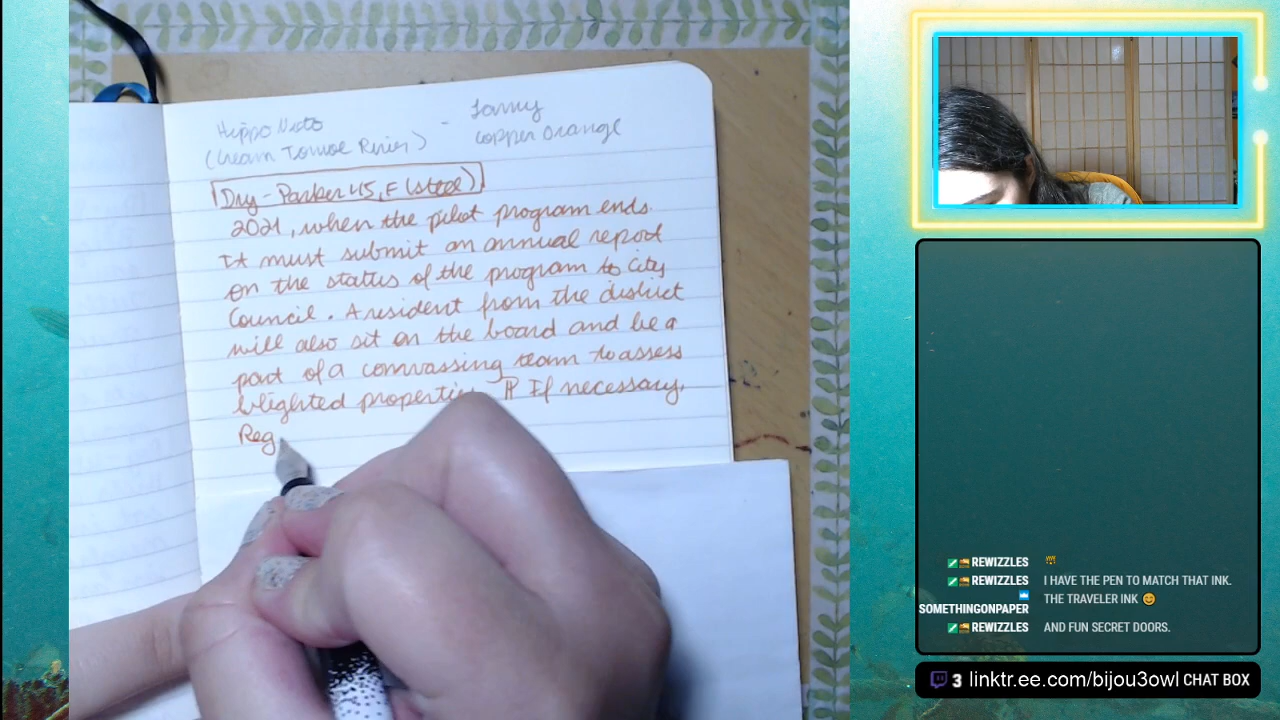 Hippo Noto
(Cream Tomoe River)
- Lamy
Copper Orange
Dry - Parker 45, F (steel)
2021, when the pilot program ends.
It must submit an annual report
on the status of the program to City
Council. A resident from the district
will also sit on the board and be a
part of a canvassing team to assess
blighted properties. If necessary,
Reg
REWIZZLES
REWIZZLES I HAVE THE PEN TO MATCH THAT INK.
SOMETHINGONPAPER THE TRAVELER INK 😊
REWIZZLES AND FUN SECRET DOORS.
3 linktr.ee.com/bijou3owl CHAT BOX